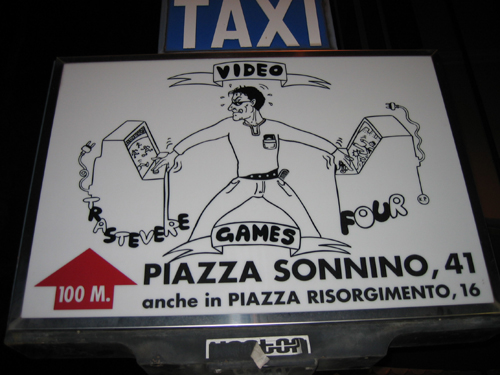 TAXI
VIDEO
TRASTEVERE
FOUR
GAMES
PIAZZA SONNINO, 41
100 M.
anche in PIAZZA RISORGIMENTO, 16